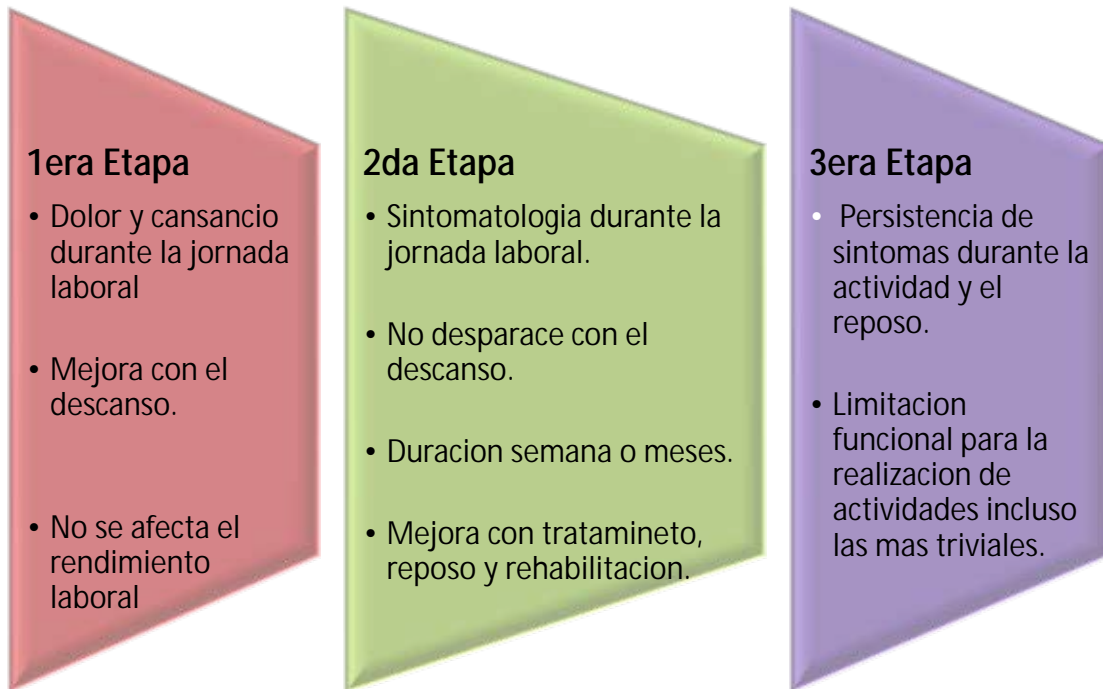 1era Etapa
• Dolor y cansancio
durante la jornada
laboral
• Mejora con el
descanso.
• No se afecta el
rendimiento
laboral
2da Etapa
• Sintomatologia durante la
jornada laboral.
• No desparace con el
descanso.
• Duracion semana o meses.
• Mejora con tratamineto,
reposo y rehabilitacion.
3era Etapa
• Persistencia de
sintomas durante la
actividad y el
reposo.
• Limitacion
funcional para la
realizacion de
actividades incluso
las mas triviales.